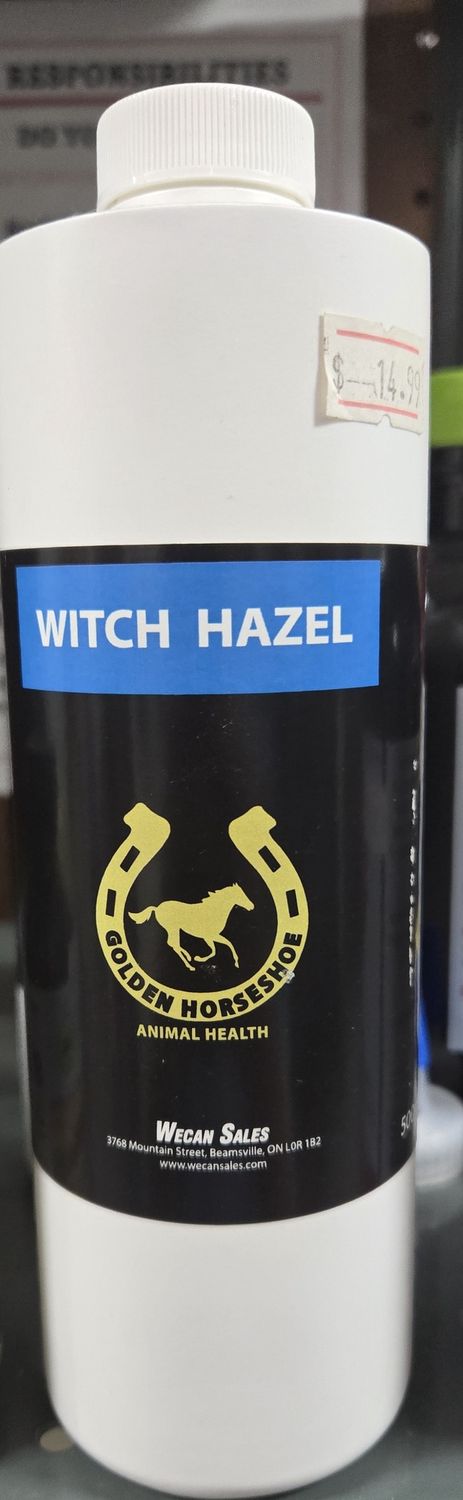 RESPONSIBILITIES
$--14.99
WITCH HAZEL
GOLDEN HORSESHOE
ANIMAL HEALTH
WECAN SALES
3768 Mountain Street, Beamsville, ON L0R 1B2
www.wecansales.com